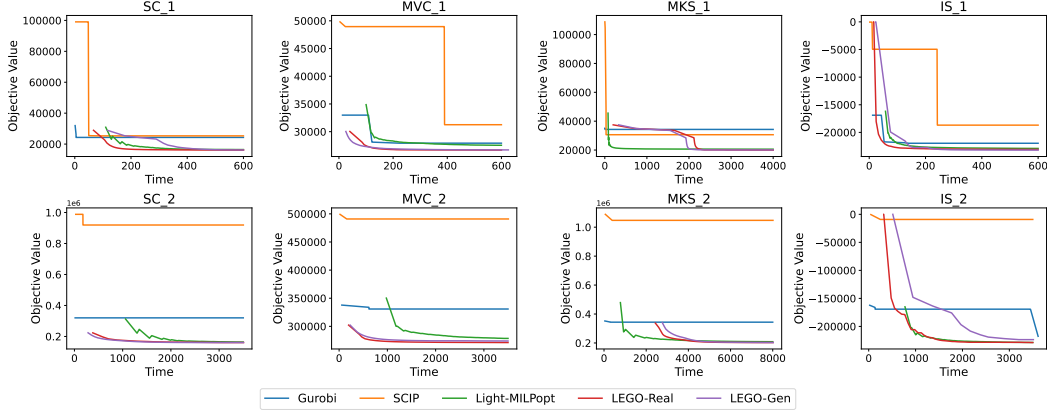 SC_1
MVC_1
MKS_1
IS_1
100000
80000
60000
40000
20000
Objective Value
0
200
400
600
Time
50000
45000
40000
35000
30000
Objective Value
0
200
400
600
Time
100000
80000
60000
40000
20000
Objective Value
0
1000
2000
3000
4000
Time
0
−5000
−10000
−15000
−20000
Objective Value
0
200
400
600
Time
SC_2
MVC_2
MKS_2
IS_2
1e6
1.0
0.8
0.6
0.4
0.2
Objective Value
0
1000
2000
3000
Time
500000
450000
400000
350000
300000
Objective Value
0
1000
2000
3000
Time
1e6
1.0
0.8
0.6
0.4
0.2
Objective Value
0
2000
4000
6000
8000
Time
0
−50000
−100000
−150000
−200000
Objective Value
0
1000
2000
3000
Time
Gurobi
SCIP
Light-MILPopt
LEGO-Real
LEGO-Gen